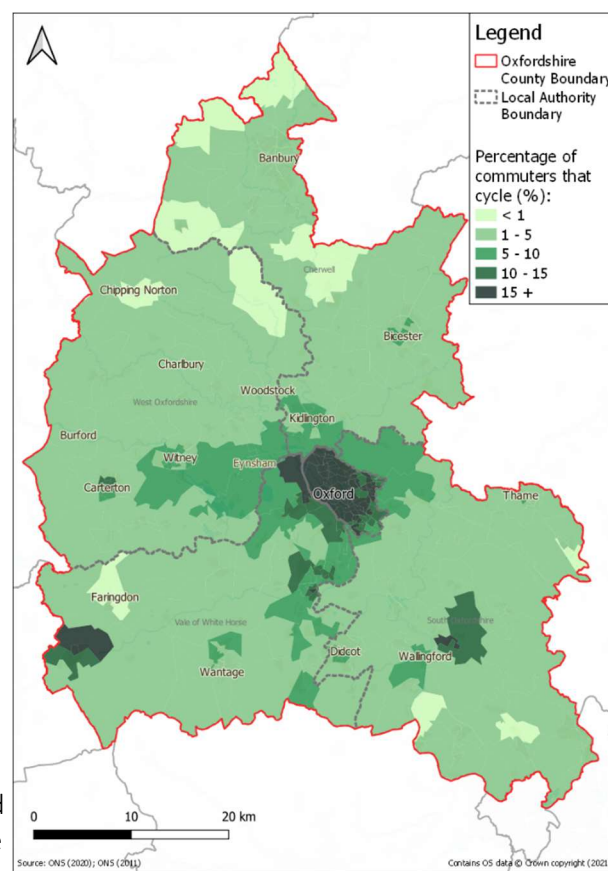 Legend
Oxfordshire
County Boundary
Local Authority
Boundary
Percentage of
commuters that
cycle (%):
< 1
1 - 5
5 - 10
10 - 15
15 +
Banbury
Cherwell
Chipping Norton
Bicester
Charlbury
Woodstock
West Oxfordshire
Kidlington
Burford
Witney
Eynsham
Carterton
Oxford
Thame
Faringdon
Vale of White Horse
South Oxfordshire
Didcot
Wallingford
Wantage
0 10 20 km
Source: ONS (2020); ONS (2011)
Contains OS data © Crown copyright (2021